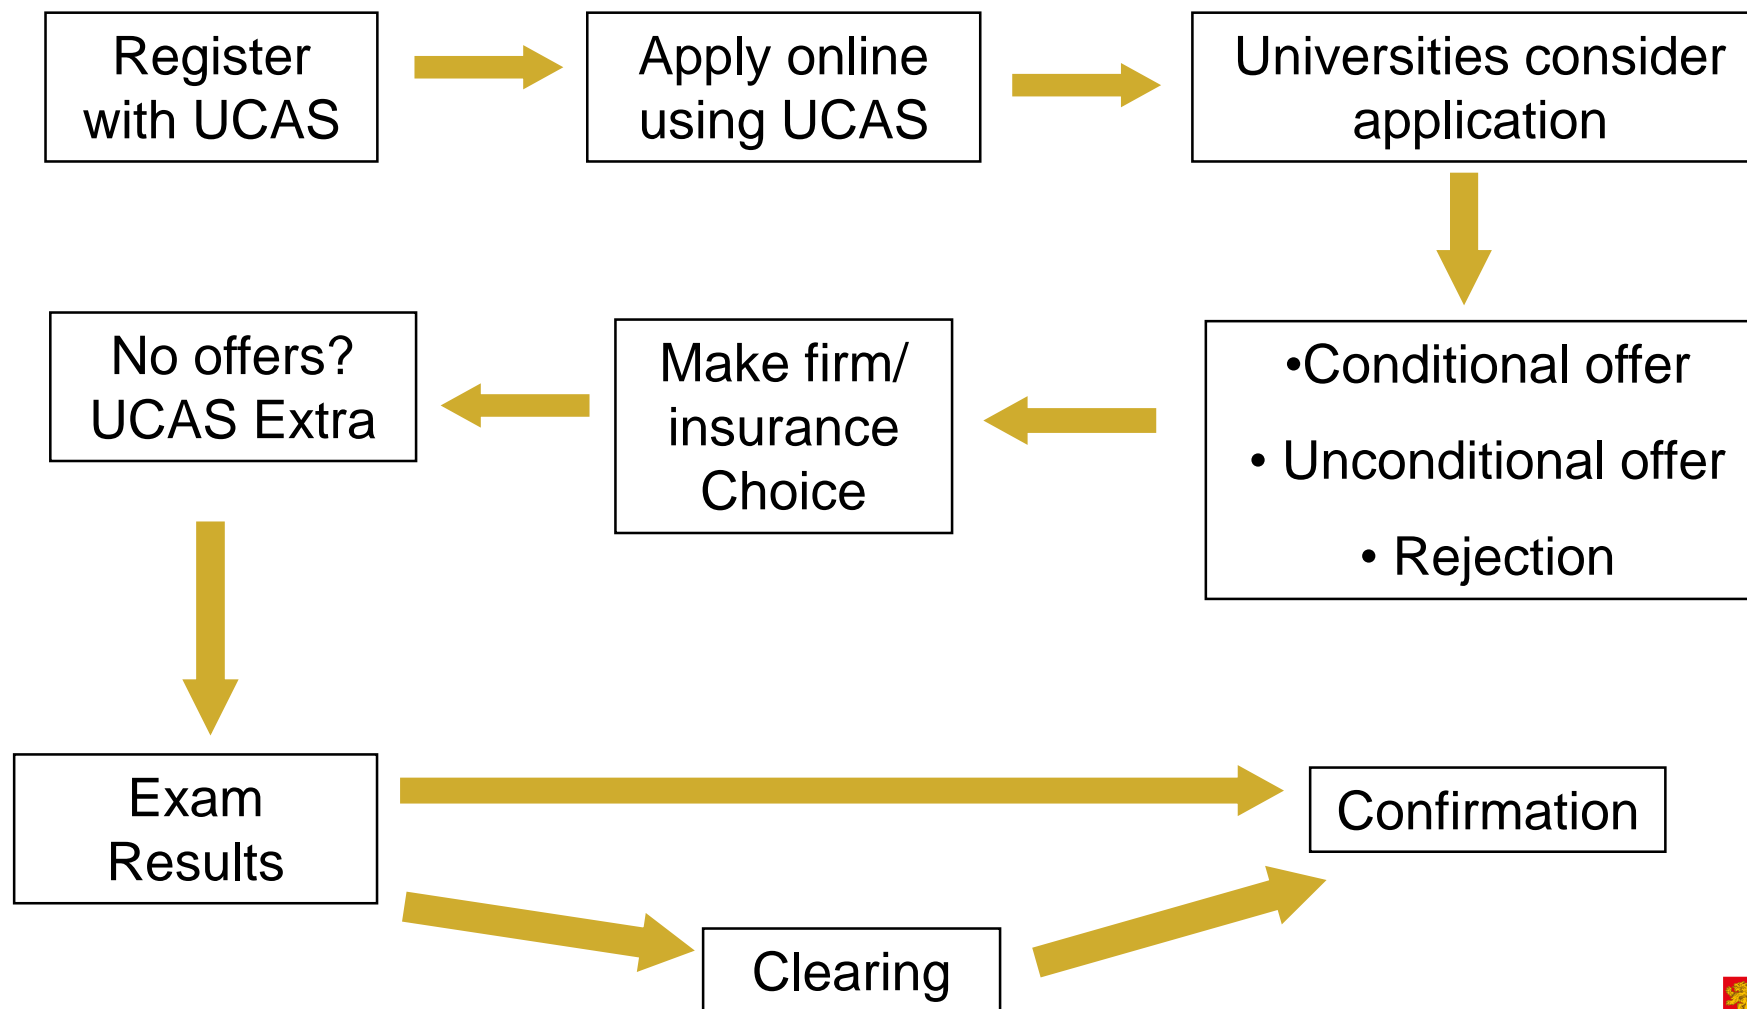 Register
with UCAS
Apply online
using UCAS
Universities consider
application
No offers?
UCAS Extra
Make firm/
insurance
Choice
•Conditional offer
• Unconditional offer
• Rejection
Exam
Results
Confirmation
Clearing